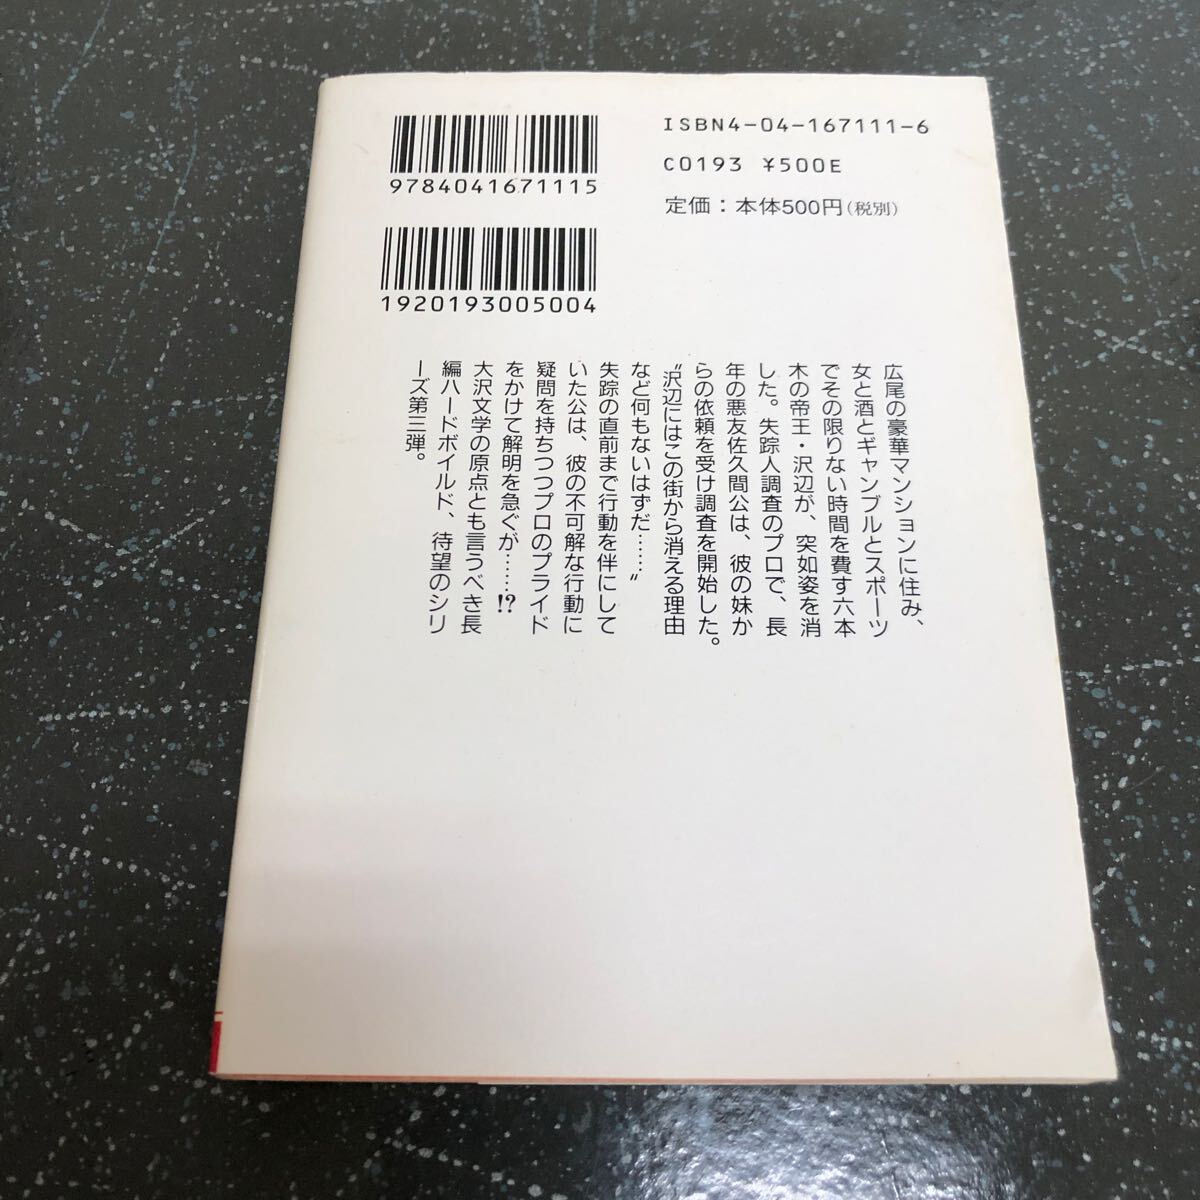 9784041671115
1920193005004
ISBN4-04-167111-6
C0193 ¥500E
定価：本体500円（税別）
広尾の豪華マンションに住み、
女と酒とギャンブルとスポーツ
でその限りない時間を費す六本
木の帝王・沢辺が、突如姿を消
した。失踪人調査のプロで、長
年の悪友佐久間公は、彼の妹か
らの依頼を受け調査を開始した。
〝沢辺にはこの街から消える理由
など何もないはずだ……〟
失踪の直前まで行動を伴にして
いた公は、彼の不可解な行動に
疑問を持ちつつプロのプライド
をかけて解明を急ぐが……!?
大沢文学の原点とも言うべき長
編ハードボイルド、待望のシリ
ーズ第三弾。